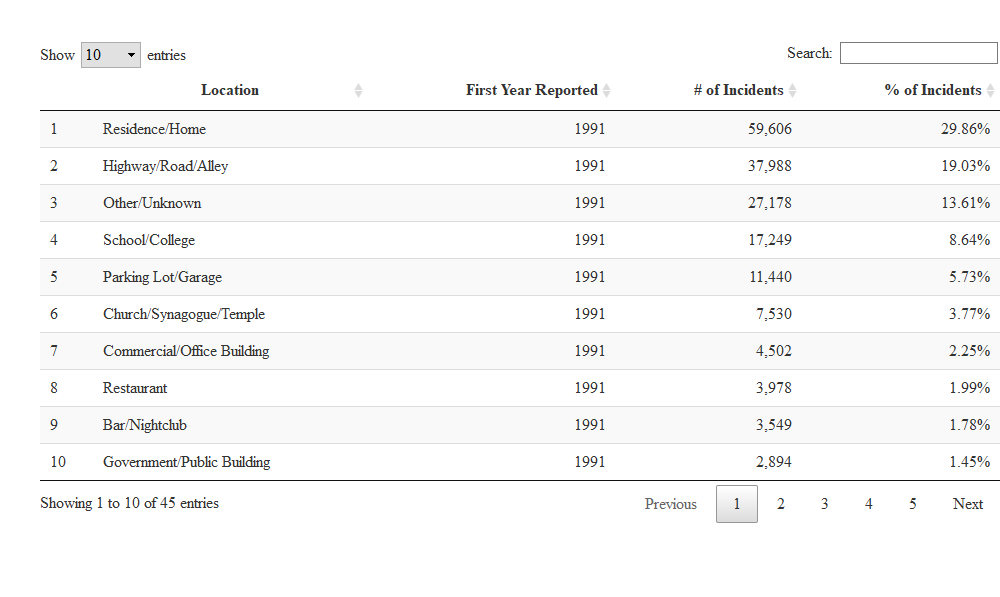 Show 10 entries Search:
Location First Year Reported # of Incidents % of Incidents
1 Residence/Home 1991 59,606 29.86%
2 Highway/Road/Alley 1991 37,988 19.03%
3 Other/Unknown 1991 27,178 13.61%
4 School/College 1991 17,249 8.64%
5 Parking Lot/Garage 1991 11,440 5.73%
6 Church/Synagogue/Temple 1991 7,530 3.77%
7 Commercial/Office Building 1991 4,502 2.25%
8 Restaurant 1991 3,978 1.99%
9 Bar/Nightclub 1991 3,549 1.78%
10 Government/Public Building 1991 2,894 1.45%
Showing 1 to 10 of 45 entries Previous 1 2 3 4 5 Next